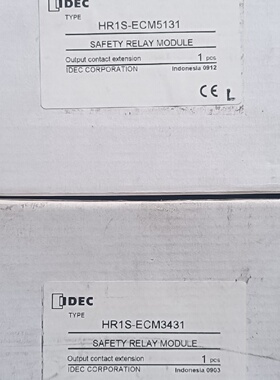 IDEC
TYPE
HR1S-ECM5131
SAFETY RELAY MODULE
Output contact extension 1 pcs
IDEC CORPORATION Indonesia 0912
CE L
IDEC
TYPE
HR1S-ECM3431
SAFETY RELAY MODULE
Output contact extension 1 pcs
IDEC CORPORATION Indonesia 0903